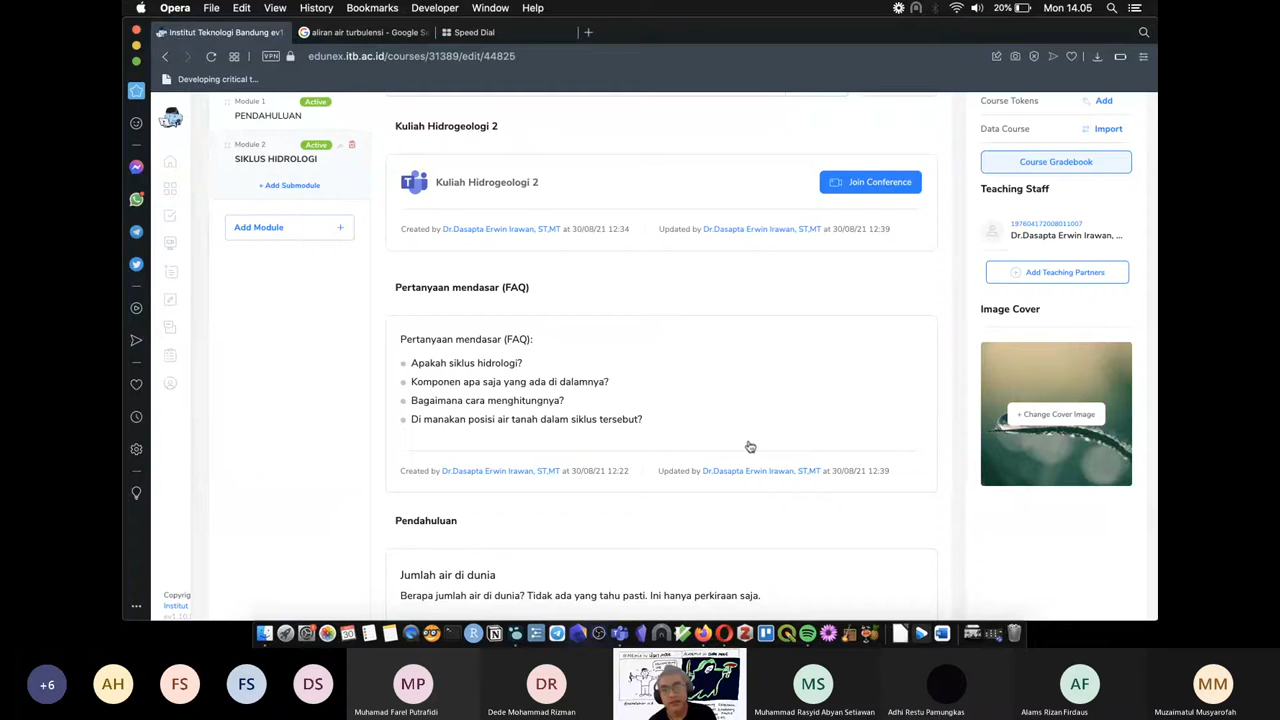 Opera File Edit View History Bookmarks Developer Window Help 20% Mon 14.05
Institut Teknologi Bandung ev1 aliran air turbulensi - Google Se Speed Dial
VPN edunex.itb.ac.id/courses/31389/edit/44825
Developing critical t...
Module 1 Active
PENDAHULUAN
Module 2 Active
SIKLUS HIDROLOGI
+ Add Submodule
Add Module +
Copyrig
Institut
Kuliah Hidrogeologi 2
Kuliah Hidrogeologi 2 Join Conference
Created by Dr.Dasapta Erwin Irawan, ST,MT at 30/08/21 12:34 Updated by Dr.Dasapta Erwin Irawan, ST,MT at 30/08/21 12:39
Pertanyaan mendasar (FAQ)
Pertanyaan mendasar (FAQ):
Apakah siklus hidrologi?
Komponen apa saja yang ada di dalamnya?
Bagaimana cara menghitungnya?
Di manakan posisi air tanah dalam siklus tersebut?
Created by Dr.Dasapta Erwin Irawan, ST,MT at 30/08/21 12:22 Updated by Dr.Dasapta Erwin Irawan, ST,MT at 30/08/21 12:39
Pendahuluan
Jumlah air di dunia
Berapa jumlah air di dunia? Tidak ada yang tahu pasti. Ini hanya perkiraan saja.
Course Tokens Add
Data Course Import
Course Gradebook
Teaching Staff
197604172008011007
Dr.Dasapta Erwin Irawan, ...
Add Teaching Partners
Image Cover
+ Change Cover Image
+6 AH FS FS DS MP DR MS AF MM
Muhamad Farel Putrafidi Dede Mohammad Rizman Muhammad Rasyid Abyan Setiawan Adhi Restu Pamungkas Alams Rizan Firdaus Muzaimatul Musyarofah